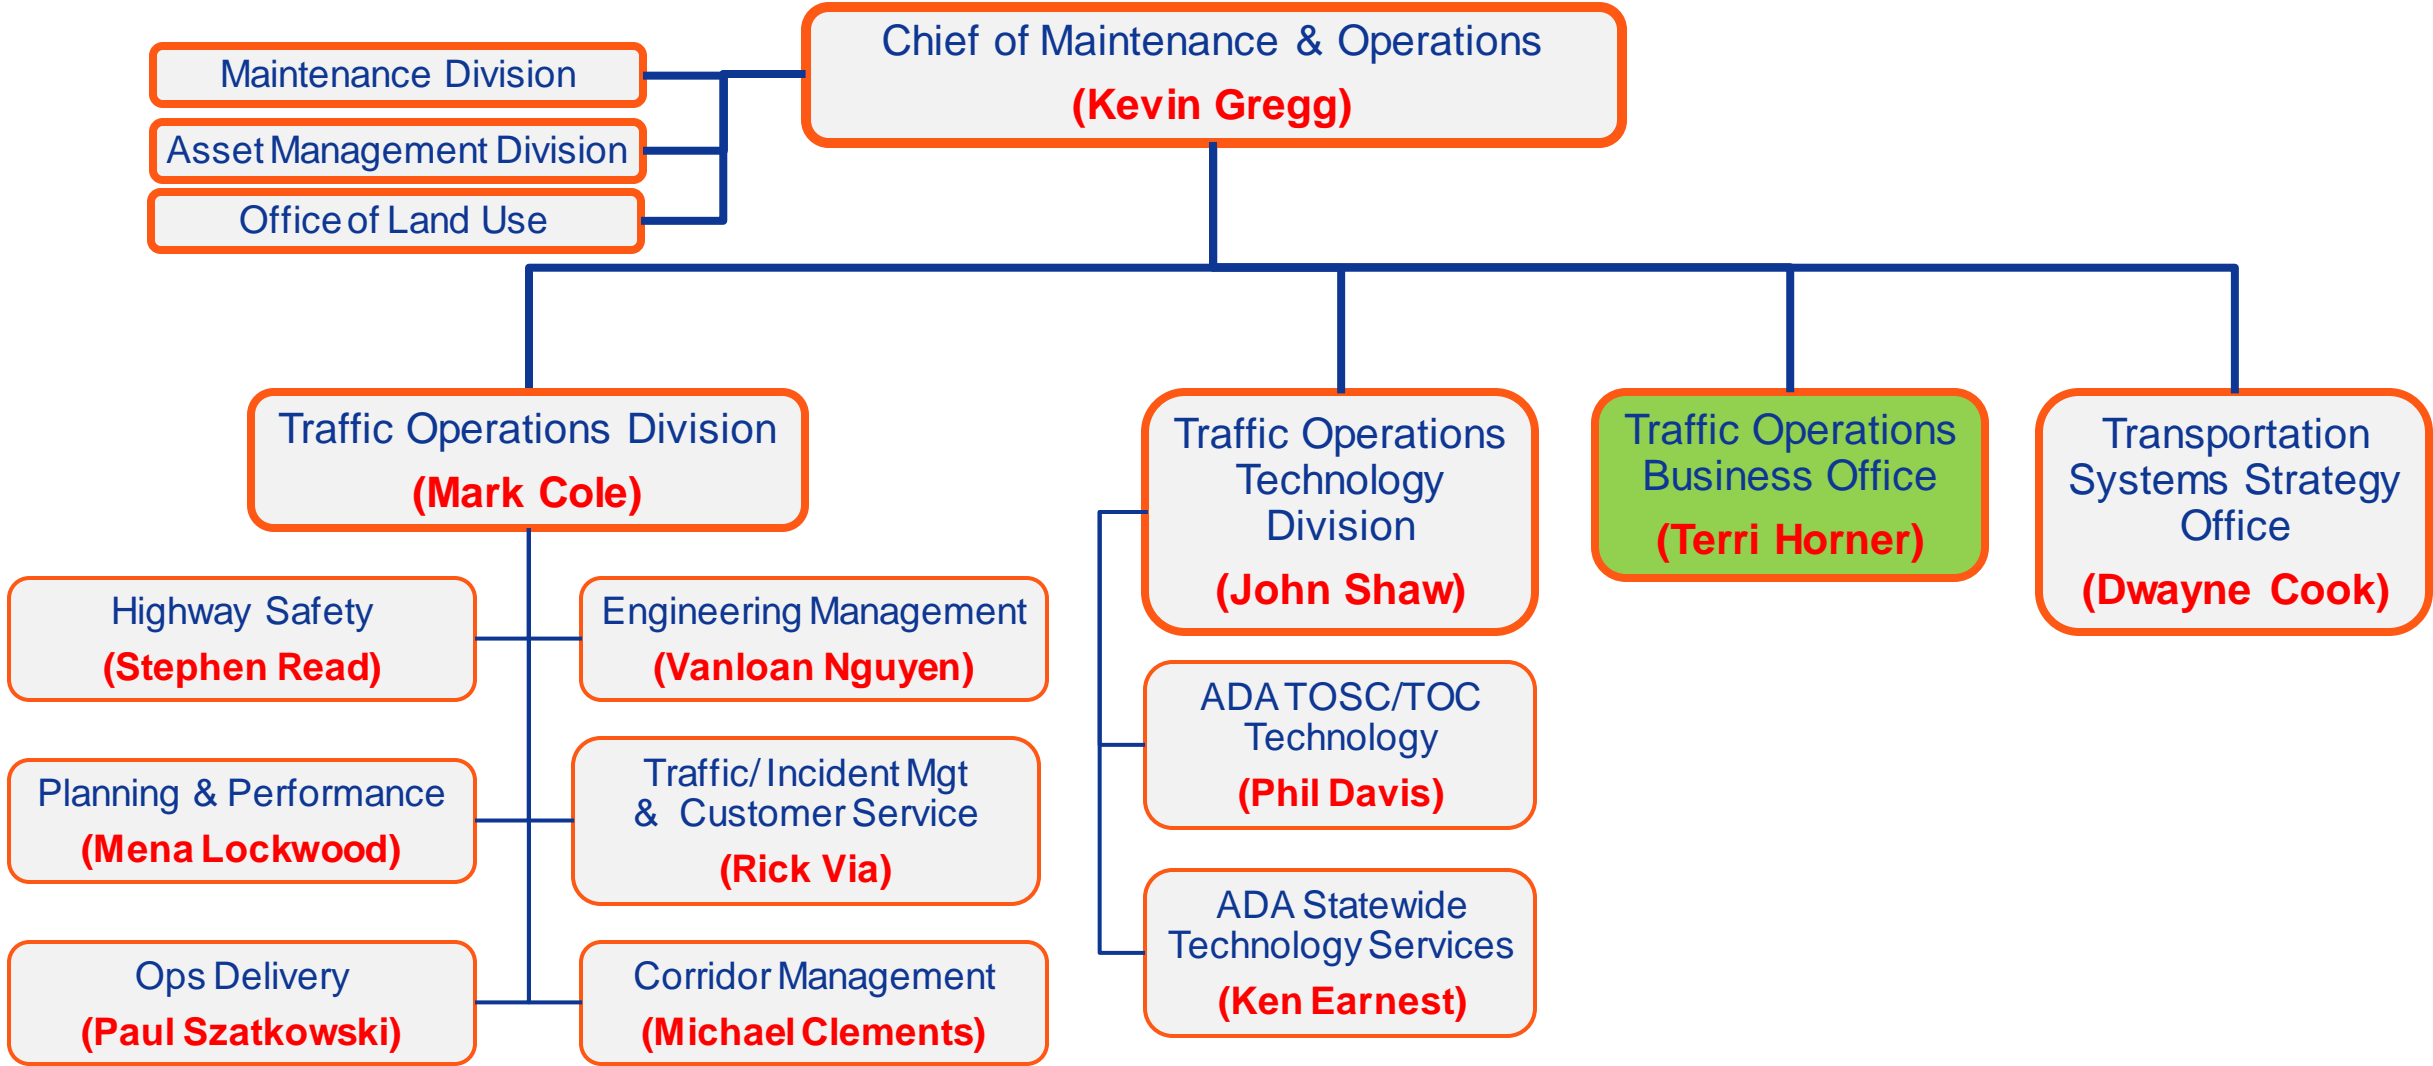 Chief of Maintenance & Operations
(Kevin Gregg)
Maintenance Division
Asset Management Division
Office of Land Use
Traffic Operations Division
(Mark Cole)
Highway Safety
(Stephen Read)
Engineering Management
(Vanloan Nguyen)
Planning & Performance
(Mena Lockwood)
Traffic/ Incident Mgt
& Customer Service
(Rick Via)
Ops Delivery
(Paul Szatkowski)
Corridor Management
(Michael Clements)
Traffic Operations
Technology
Division
(John Shaw)
ADA TOSC/TOC
Technology
(Phil Davis)
ADA Statewide
Technology Services
(Ken Earnest)
Traffic Operations
Business Office
(Terri Horner)
Transportation
Systems Strategy
Office
(Dwayne Cook)